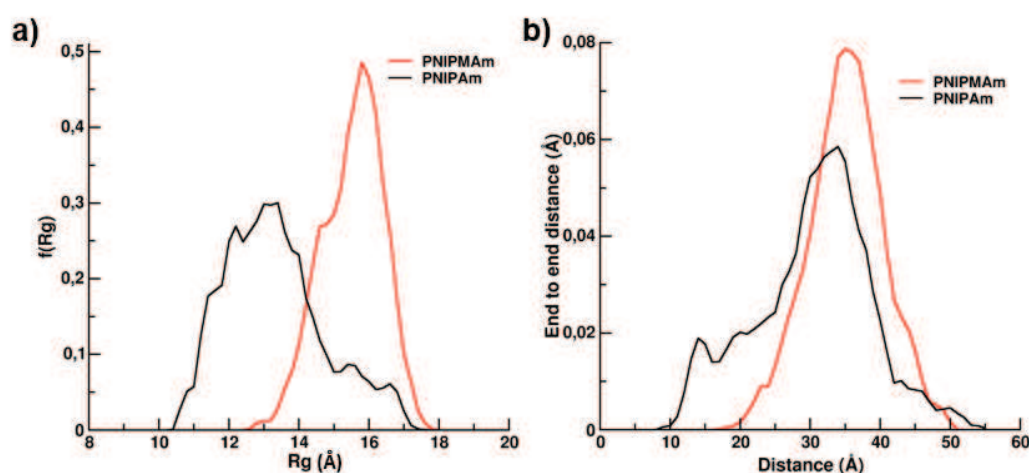 a)
0,5
0,4
0,3
0,2
0,1
0
f(Rg)
PNIPMAm
PNIPAm
8 10 12 14 16 18 20
Rg (Å)
b)
0,08
0,06
0,04
0,02
0
End to end distance (Å)
PNIPMAm
PNIPAm
0 10 20 30 40 50 60
Distance (Å)